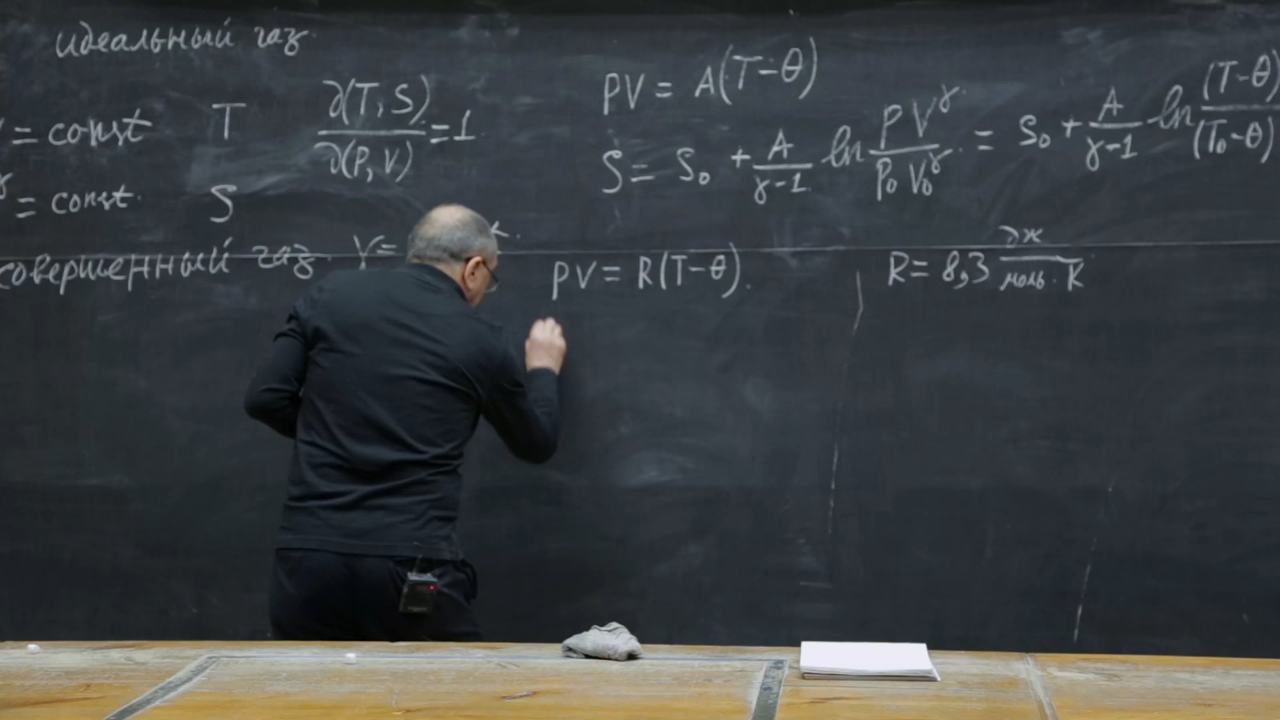 идеальный газ
= const T ∂(T, S)/∂(P, V) = 1
= const. S
совершенный газ. γ =
PV = A(T-θ)
S = S₀ + A/(γ-1) ln PV^γ/(P₀V₀^γ) = S₀ + A/(γ-1) ln (T-θ)/(T₀-θ)
PV = R(T-θ).
R = 8,3 дж/(моль·K)